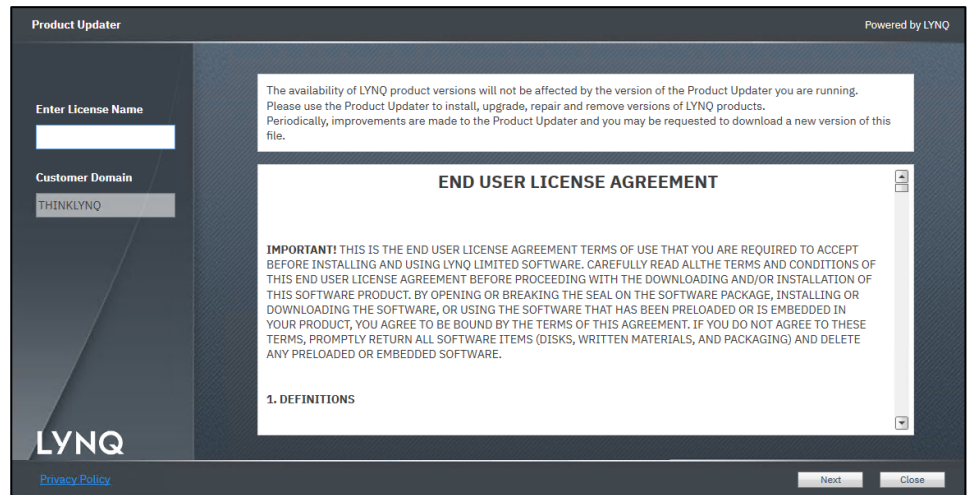 Product Updater
Powered by LYNQ
Enter License Name
Customer Domain
THINKLYNQ
The availability of LYNQ product versions will not be affected by the version of the Product Updater you are running.
Please use the Product Updater to install, upgrade, repair and remove versions of LYNQ products.
Periodically, improvements are made to the Product Updater and you may be requested to download a new version of this
file.
END USER LICENSE AGREEMENT
IMPORTANT! THIS IS THE END USER LICENSE AGREEMENT TERMS OF USE THAT YOU ARE REQUIRED TO ACCEPT
BEFORE INSTALLING AND USING LYNQ LIMITED SOFTWARE. CAREFULLY READ ALLTHE TERMS AND CONDITIONS OF
THIS END USER LICENSE AGREEMENT BEFORE PROCEEDING WITH THE DOWNLOADING AND/OR INSTALLATION OF
THIS SOFTWARE PRODUCT. BY OPENING OR BREAKING THE SEAL ON THE SOFTWARE PACKAGE, INSTALLING OR
DOWNLOADING THE SOFTWARE, OR USING THE SOFTWARE THAT HAS BEEN PRELOADED OR IS EMBEDDED IN
YOUR PRODUCT, YOU AGREE TO BE BOUND BY THE TERMS OF THIS AGREEMENT. IF YOU DO NOT AGREE TO THESE
TERMS, PROMPTLY RETURN ALL SOFTWARE ITEMS (DISKS, WRITTEN MATERIALS, AND PACKAGING) AND DELETE
ANY PRELOADED OR EMBEDDED SOFTWARE.
1. DEFINITIONS
LYNQ
Privacy Policy
Next
Close